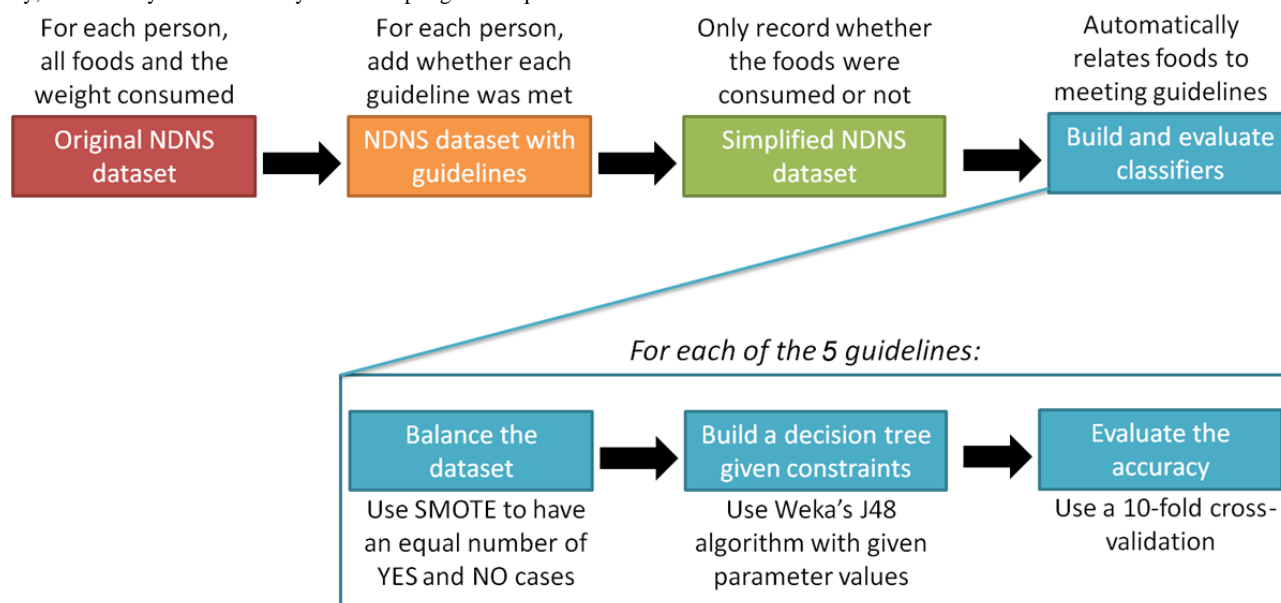 For each person,
all foods and the
weight consumed
Original NDNS
dataset
For each person,
add whether each
guideline was met
NDNS dataset with
guidelines
Only record whether
the foods were
consumed or not
Simplified NDNS
dataset
Automatically
relates foods to
meeting guidelines
Build and evaluate
classifiers
For each of the 5 guidelines:
Balance the
dataset
Use SMOTE to have
an equal number of
YES and NO cases
Build a decision tree
given constraints
Use Weka's J48
algorithm with given
parameter values
Evaluate the
accuracy
Use a 10-fold cross-
validation